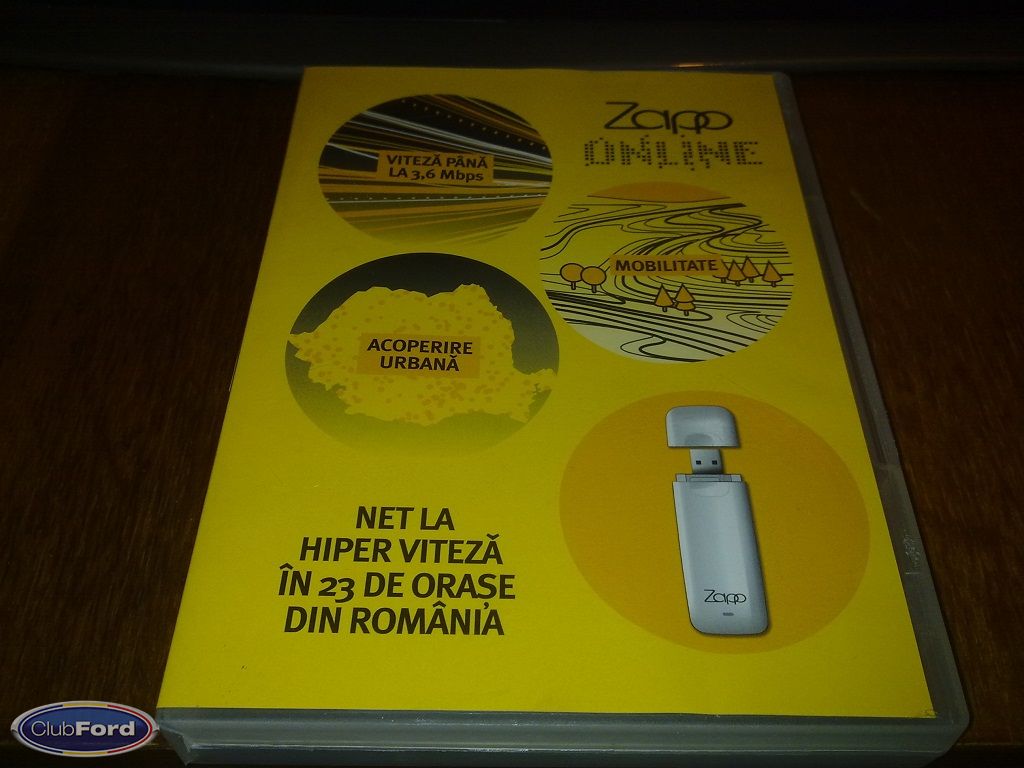 Zapp
ONLINE
VITEZĂ PÂNĂ
LA 3,6 Mbps
MOBILITATE
ACOPERIRE
URBANĂ
NET LA
HIPER VITEZĂ
ÎN 23 DE ORAȘE
DIN ROMÂNIA
Zapp
ClubFord